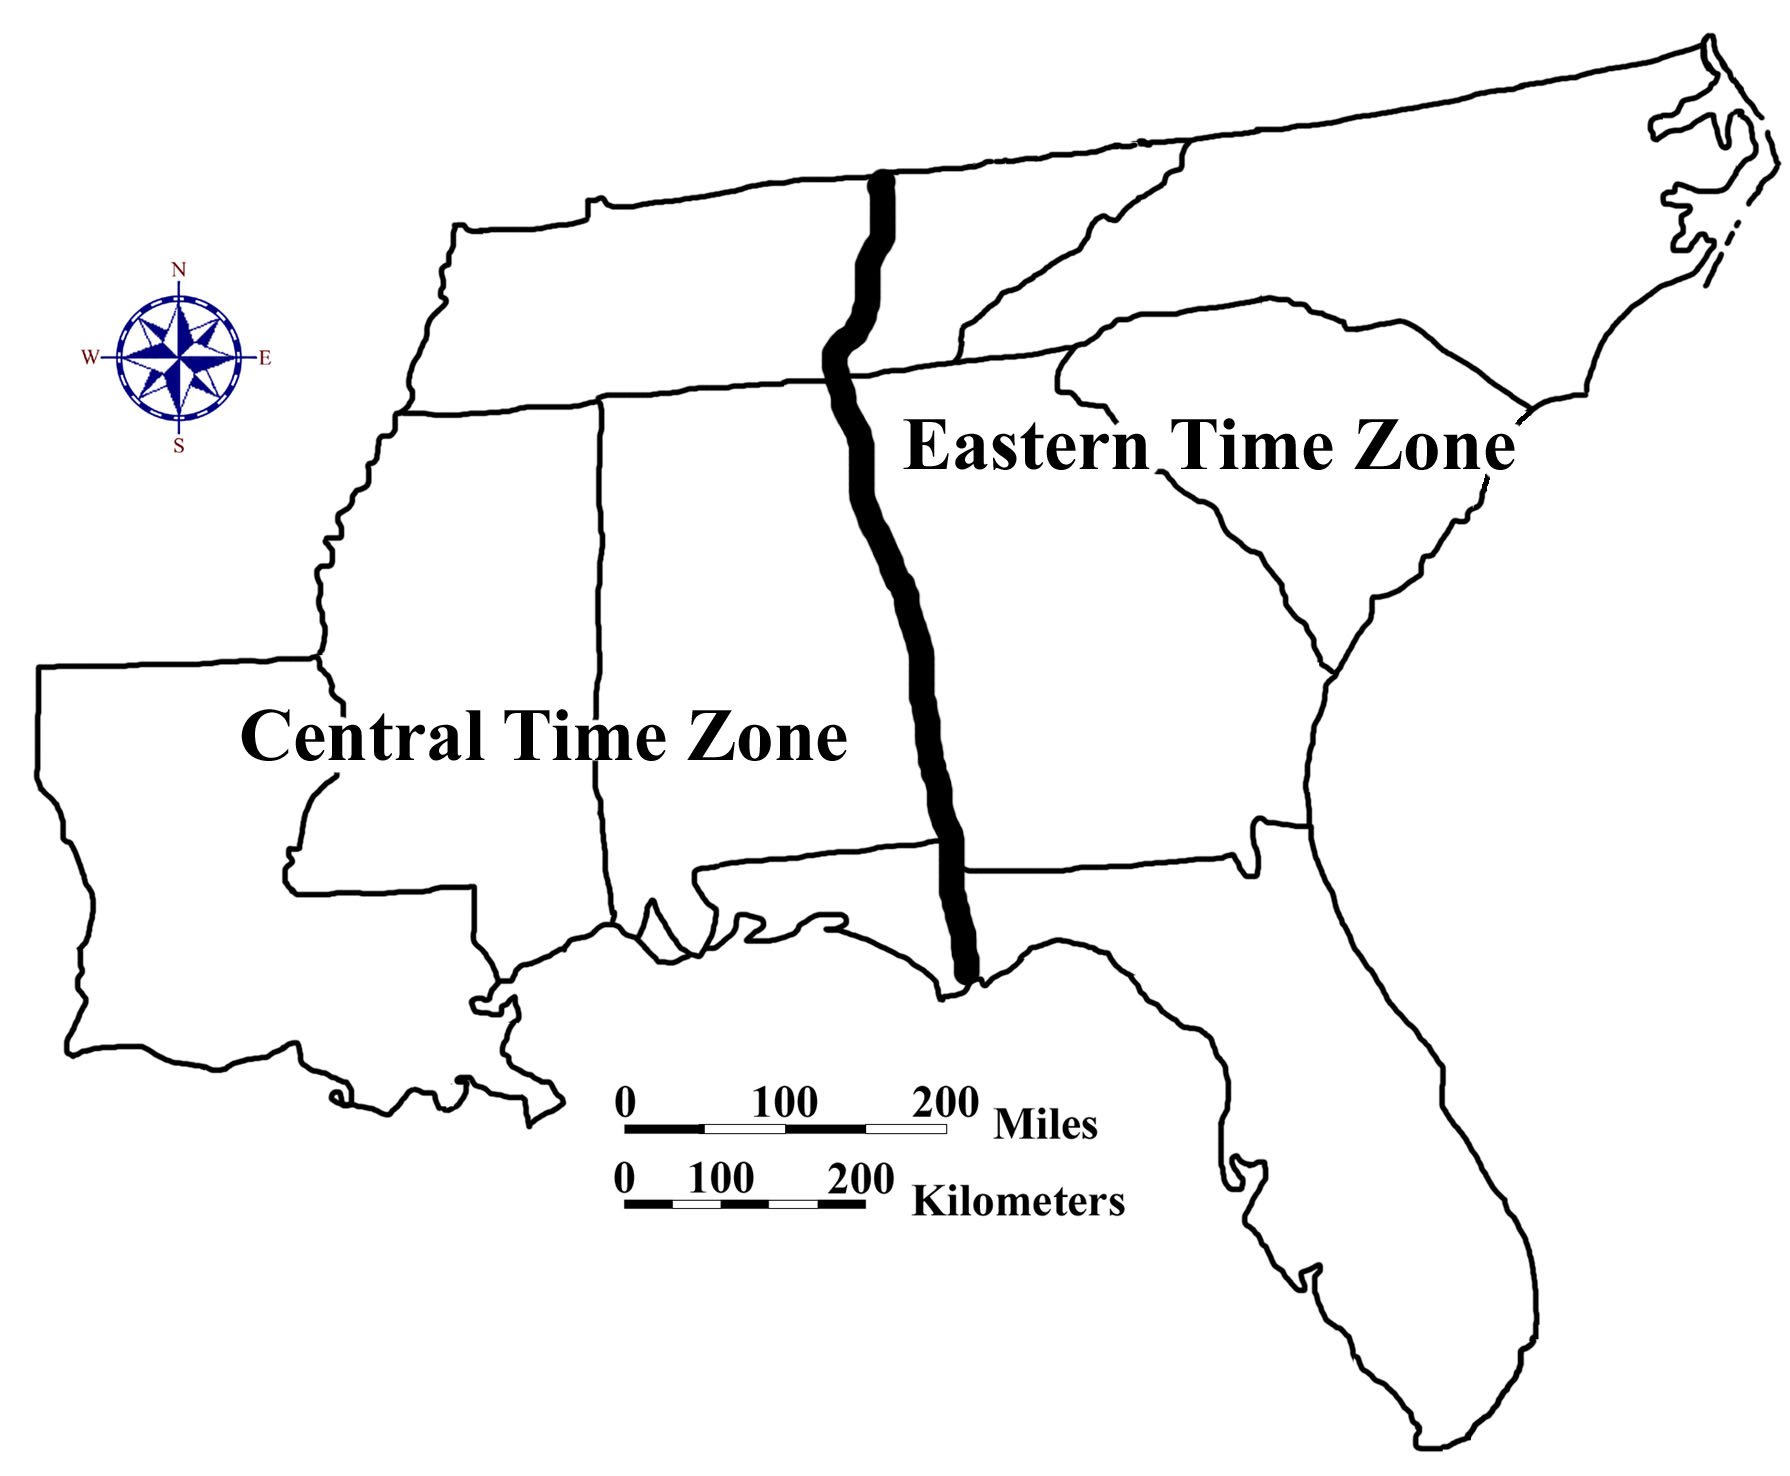 N
W E
S
Eastern Time Zone
Central Time Zone
0 100 200 Miles
0 100 200 Kilometers